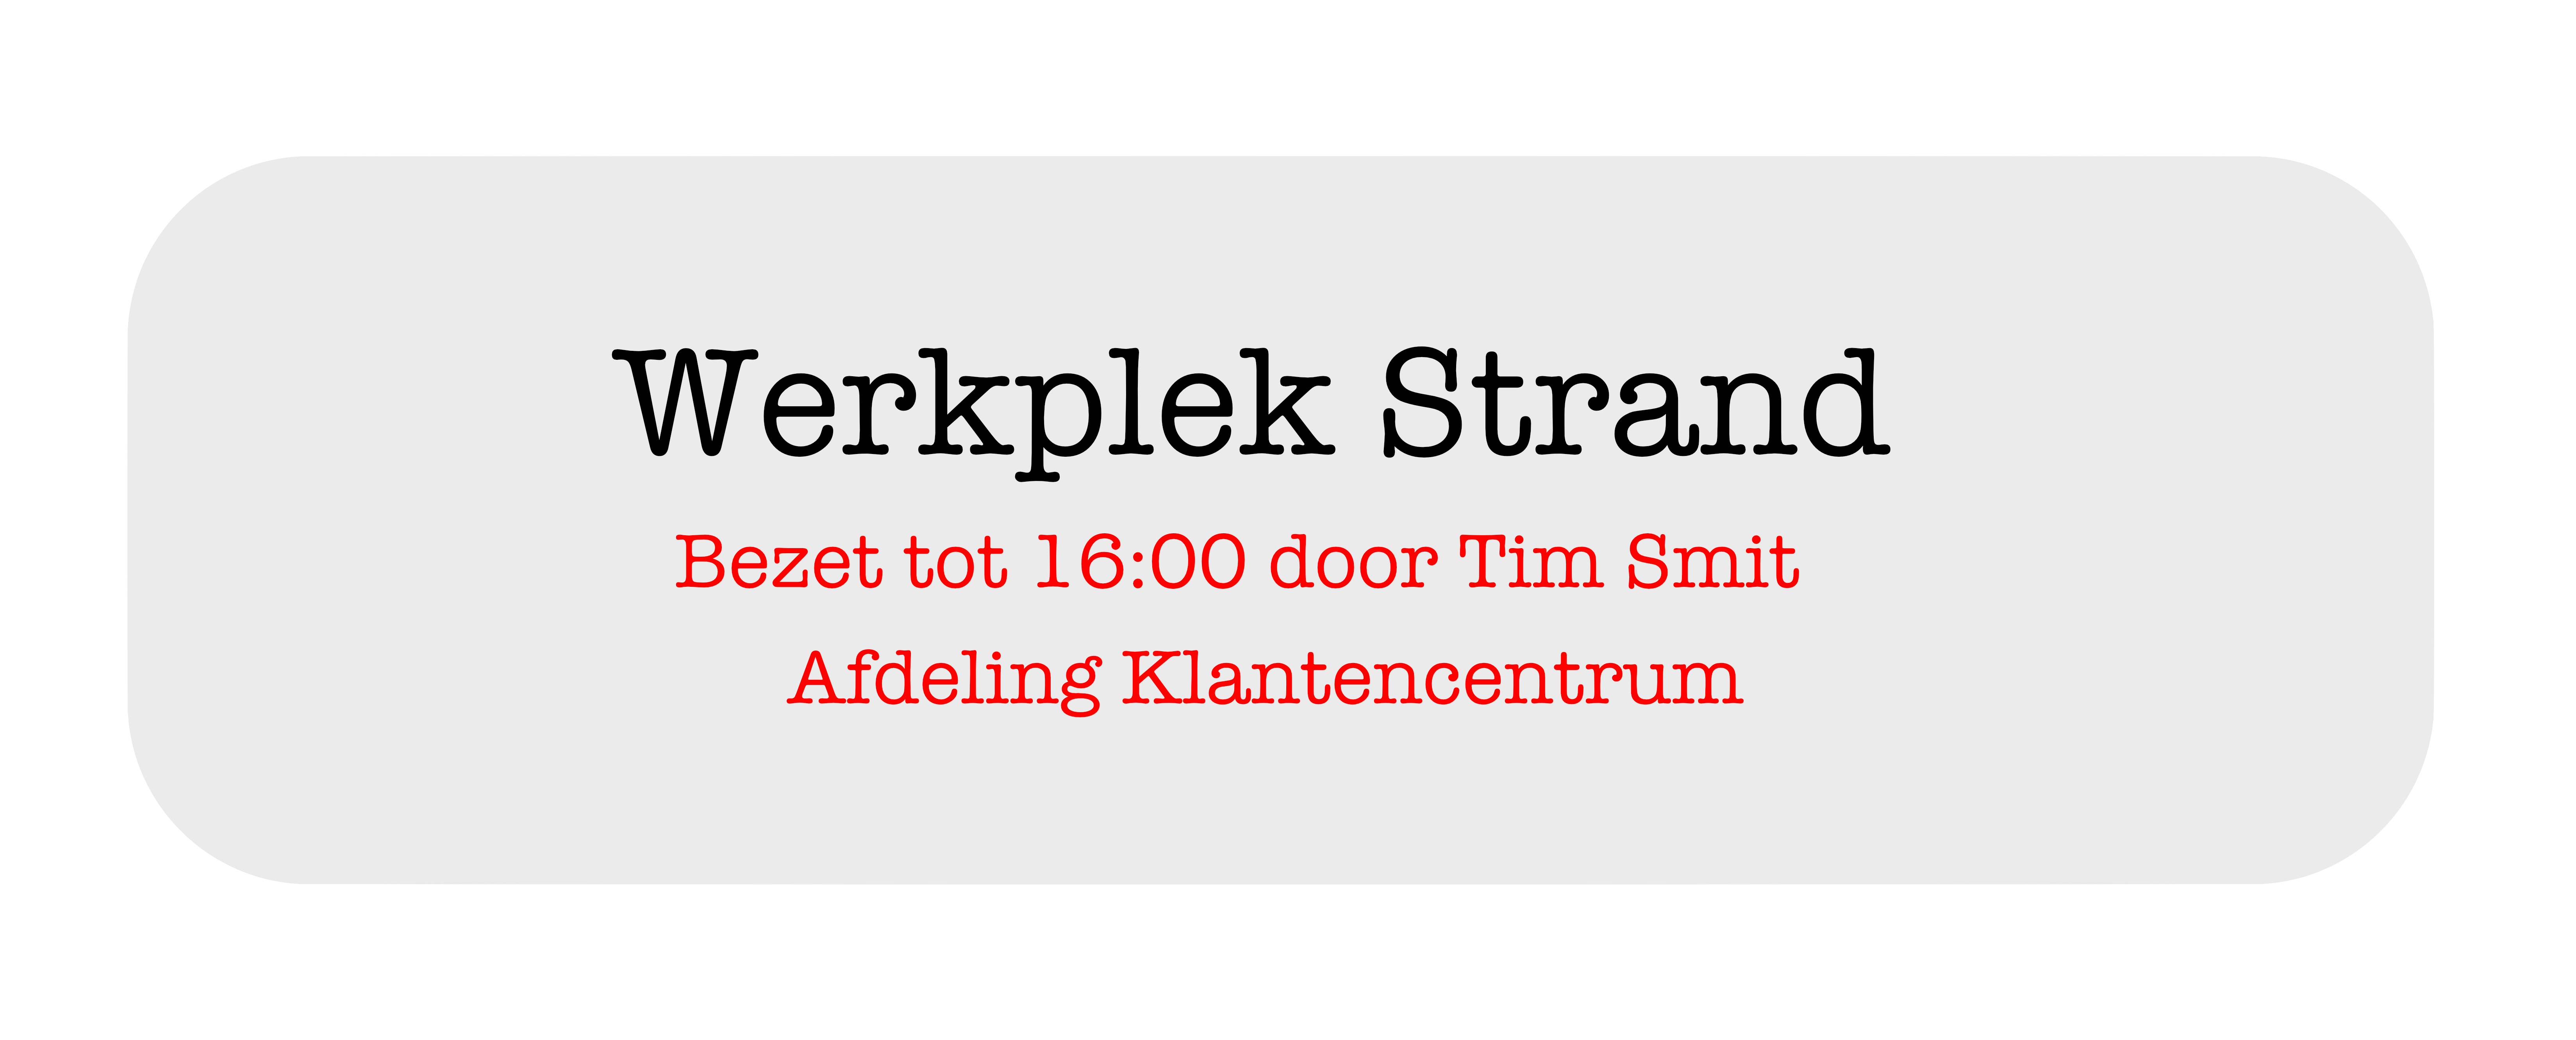 Werkplek Strand
Bezet tot 16:00 door Tim Smit
Afdeling Klantencentrum